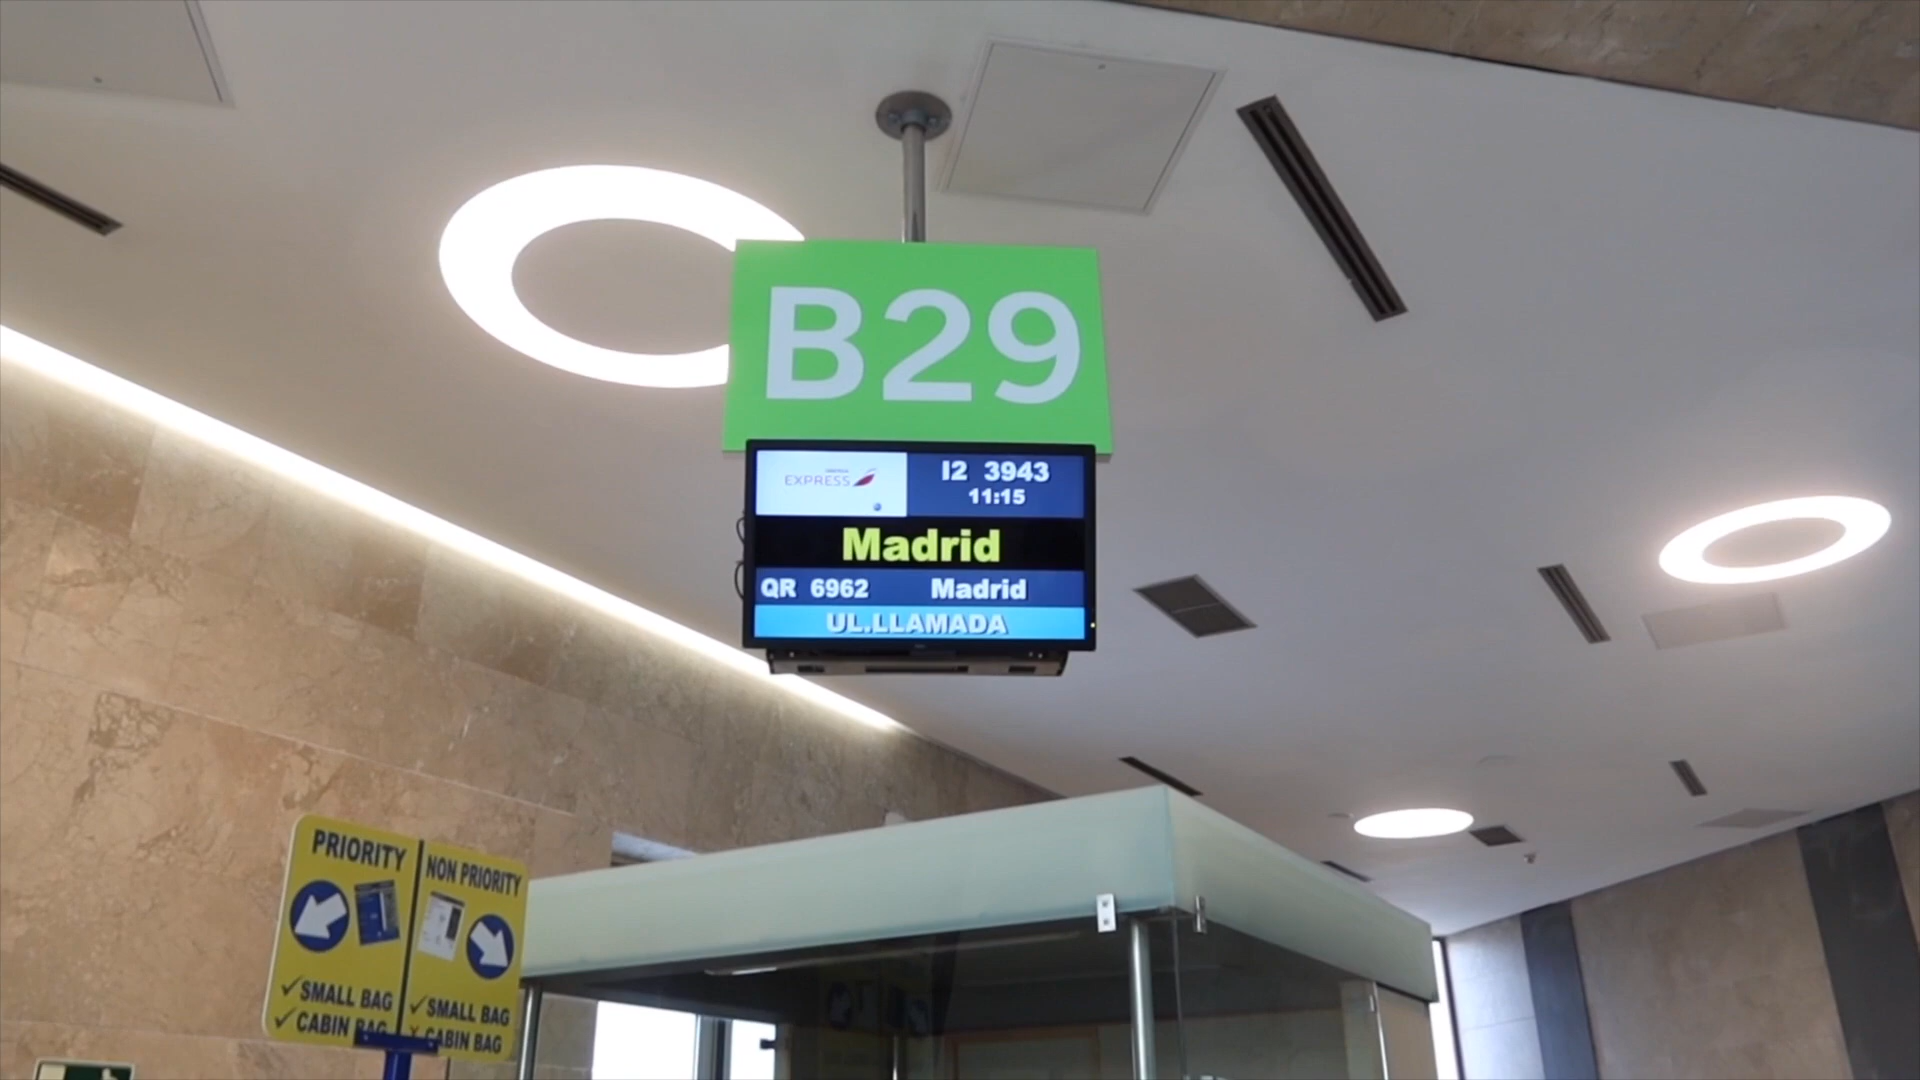 B29
EXPRESS
I2 3943
11:15
Madrid
QR 6962 Madrid
UL.LLAMADA
PRIORITY
SMALL BAG
CABIN BAG
NON PRIORITY
SMALL BAG
CABIN BAG